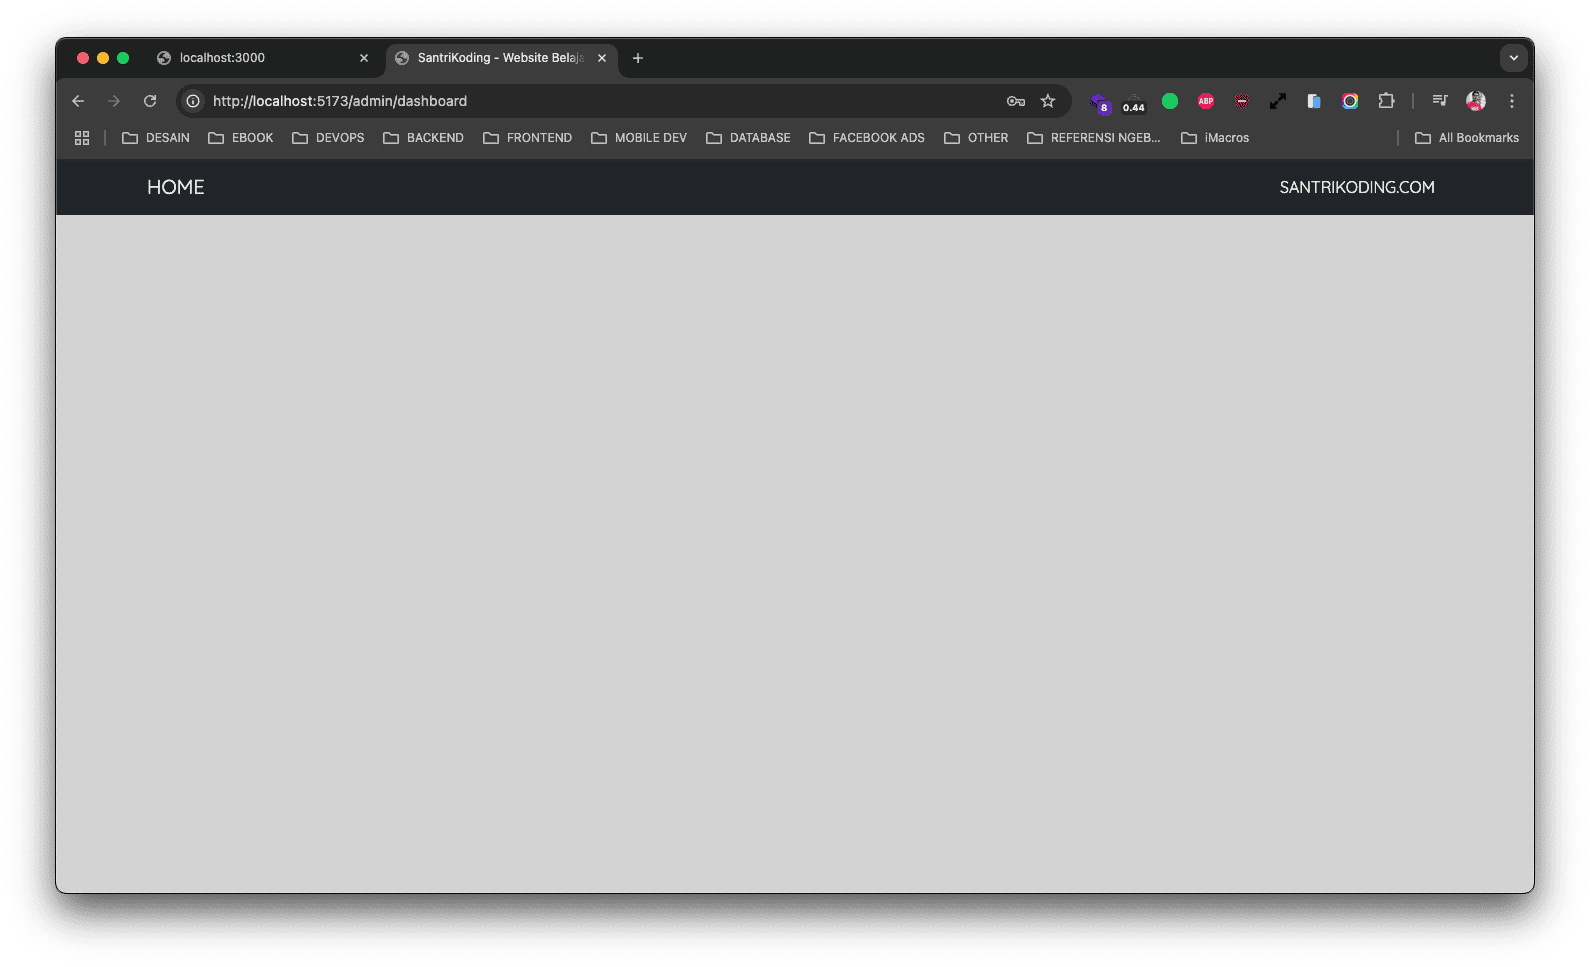 localhost:3000
SantriKoding - Website Belaja
http://localhost:5173/admin/dashboard
8
0.44
ABP
DESAIN
EBOOK
DEVOPS
BACKEND
FRONTEND
MOBILE DEV
DATABASE
FACEBOOK ADS
OTHER
REFERENSI NGEB...
iMacros
All Bookmarks
HOME
SANTRIKODING.COM